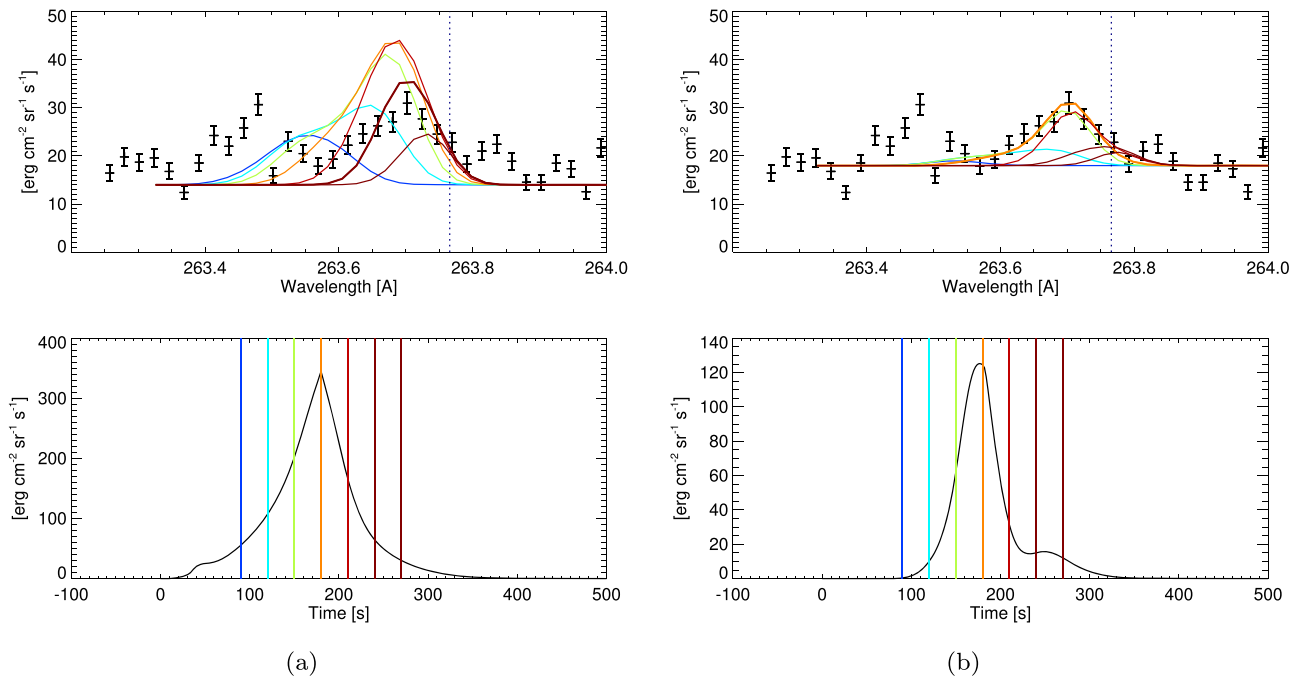 50
40
30
20
10
0
[erg cm-2 sr-1 s-1]
263.4 263.6 263.8 264.0
Wavelength [A]
50
40
30
20
10
0
[erg cm-2 sr-1 s-1]
263.4 263.6 263.8 264.0
Wavelength [A]
400
300
200
100
0
[erg cm-2 sr-1 s-1]
-100 0 100 200 300 400 500
Time [s]
140
120
100
80
60
40
20
0
[erg cm-2 sr-1 s-1]
-100 0 100 200 300 400 500
Time [s]
(a) (b)